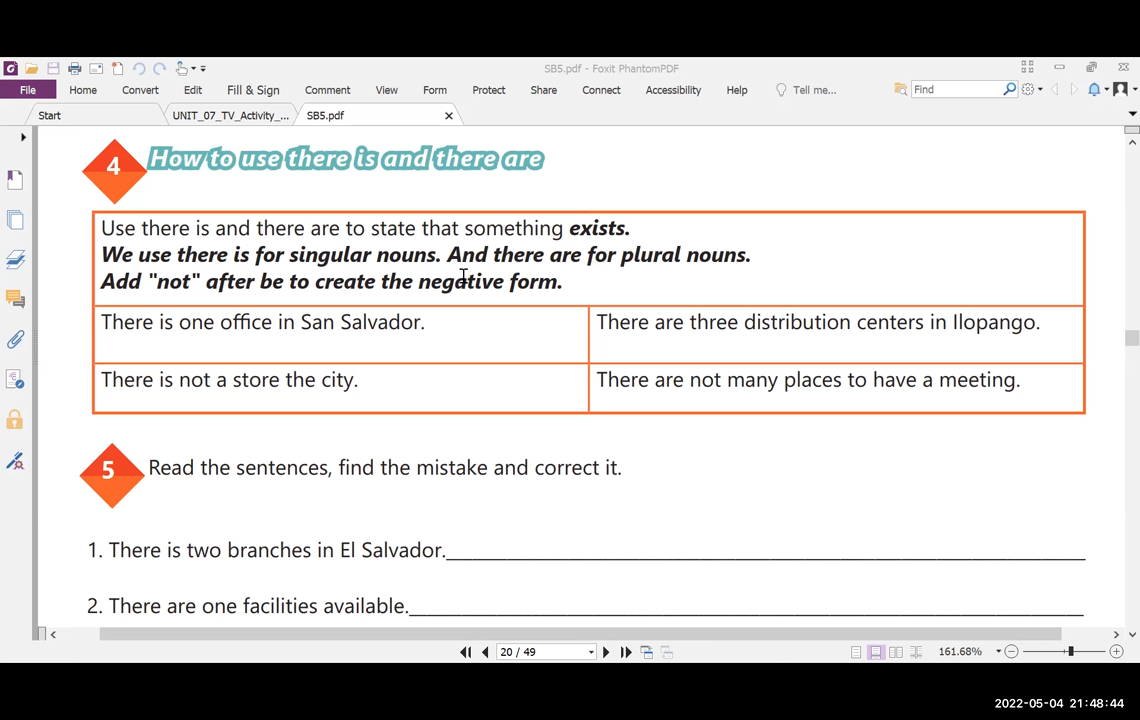 SB5.pdf - Foxit PhantomPDF
File Home Convert Edit Fill & Sign Comment View Form Protect Share Connect Accessibility Help Tell me... Find
Start UNIT_07_TV_Activity_... SB5.pdf
4 How to use there is and there are
Use there is and there are to state that something exists.
We use there is for singular nouns. And there are for plural nouns.
Add "not" after be to create the negative form.
There is one office in San Salvador. There are three distribution centers in Ilopango.
There is not a store the city. There are not many places to have a meeting.
5 Read the sentences, find the mistake and correct it.
1. There is two branches in El Salvador.
2. There are one facilities available.
20 / 49 161.68%
2022-05-04 21:48:44